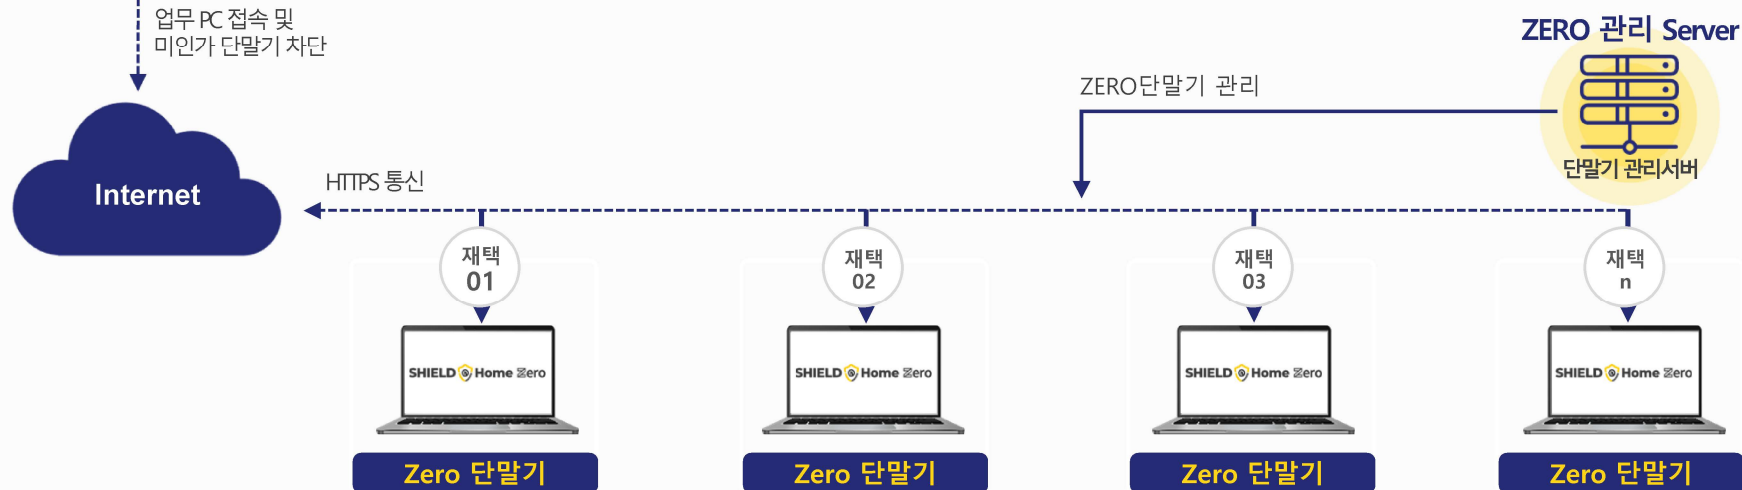 업무 PC 접속 및
미인가 단말기 차단
ZERO 관리 Server
ZERO단말기 관리
단말기 관리서버
Internet
HTTPS 통신
재택
01
재택
02
재택
03
재택
n
SHIELD @ Home Zero
SHIELD @ Home Zero
SHIELD @ Home Zero
SHIELD @ Home Zero
Zero 단말기
Zero 단말기
Zero 단말기
Zero 단말기